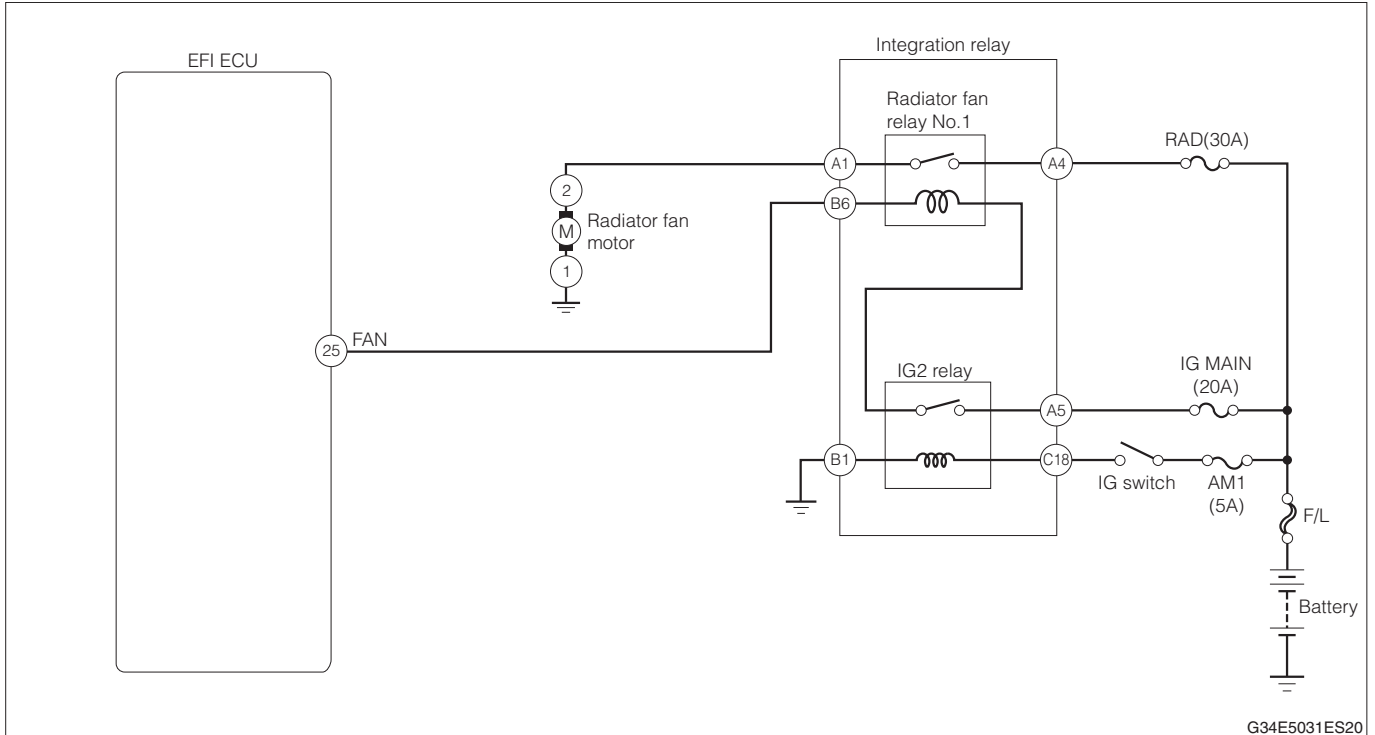 EFI ECU
Integration relay
Radiator fan
relay No.1
RAD(30A)
A1
A4
2
B6
M
Radiator fan
motor
1
25
FAN
IG2 relay
IG MAIN
(20A)
A5
B1
C18
IG switch
AM1
(5A)
F/L
Battery
G34E5031ES20